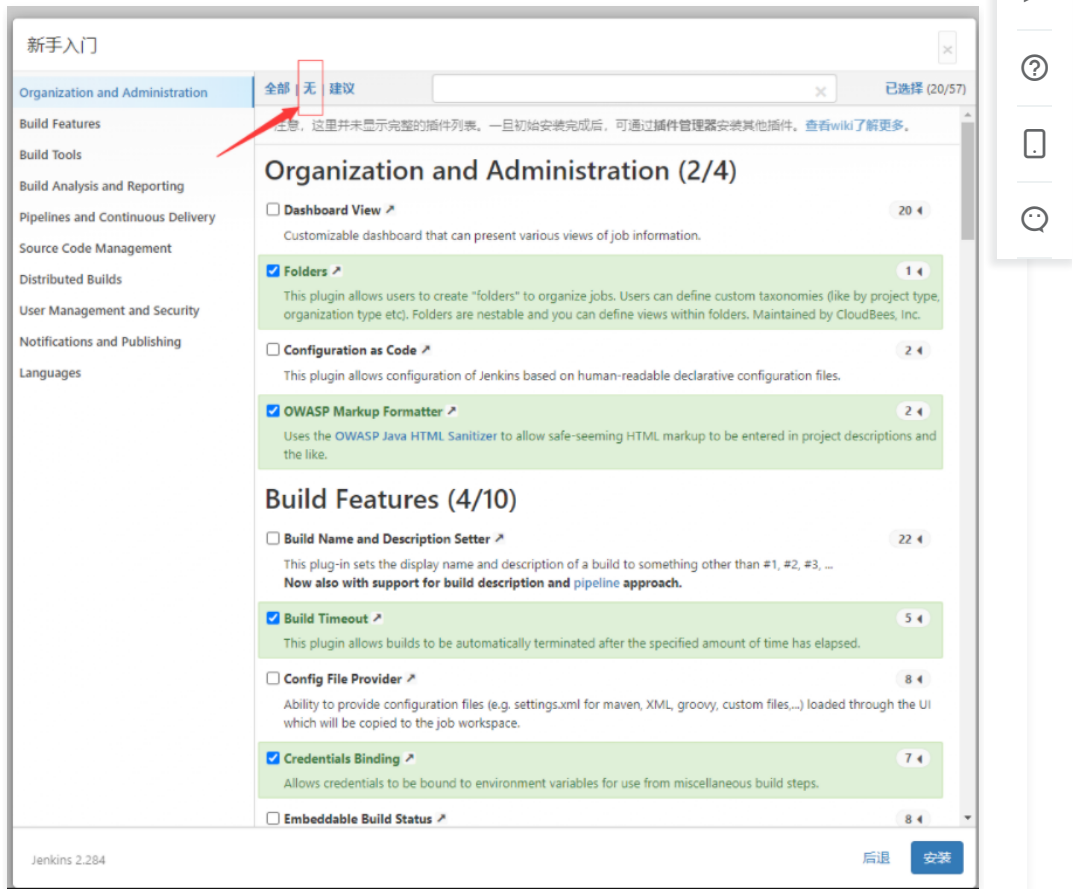 新手入门
Organization and Administration
Build Features
Build Tools
Build Analysis and Reporting
Pipelines and Continuous Delivery
Source Code Management
Distributed Builds
User Management and Security
Notifications and Publishing
Languages
全部 | 无 | 建议
已选择 (20/57)
注意，这里并未显示完整的插件列表。一旦初始安装完成后，可通过插件管理器安装其他插件。查看wiki了解更多。
Organization and Administration (2/4)
Dashboard View 20
Customizable dashboard that can present various views of job information.
Folders 1
This plugin allows users to create "folders" to organize jobs. Users can define custom taxonomies (like by project type,
organization type etc). Folders are nestable and you can define views within folders. Maintained by CloudBees, Inc.
Configuration as Code 2
This plugin allows configuration of Jenkins based on human-readable declarative configuration files.
OWASP Markup Formatter 2
Uses the OWASP Java HTML Sanitizer to allow safe-seeming HTML markup to be entered in project descriptions and
the like.
Build Features (4/10)
Build Name and Description Setter 22
This plug-in sets the display name and description of a build to something other than #1, #2, #3, ...
Now also with support for build description and pipeline approach.
Build Timeout 5
This plugin allows builds to be automatically terminated after the specified amount of time has elapsed.
Config File Provider 8
Ability to provide configuration files (e.g. settings.xml for maven, XML, groovy, custom files,...) loaded through the UI
which will be copied to the job workspace.
Credentials Binding 7
Allows credentials to be bound to environment variables for use from miscellaneous build steps.
Embeddable Build Status 8
Jenkins 2.284
后退
安装